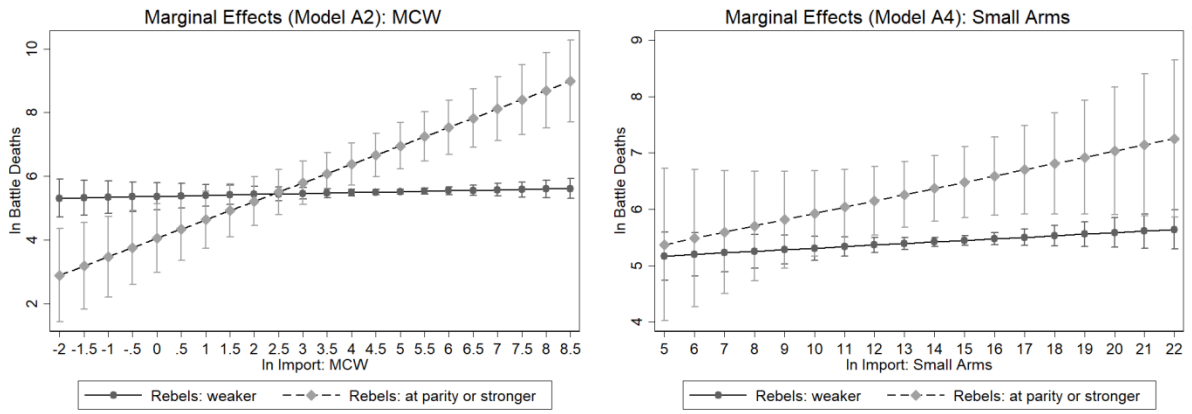 Marginal Effects (Model A2): MCW
ln Battle Deaths
10
8
6
4
2
-2 -1.5 -1 -.5 0 .5 1 1.5 2 2.5 3 3.5 4 4.5 5 5.5 6 6.5 7 7.5 8 8.5
ln Import: MCW
Rebels: weaker Rebels: at parity or stronger
Marginal Effects (Model A4): Small Arms
ln Battle Deaths
9
8
7
6
5
4
5 6 7 8 9 10 11 12 13 14 15 16 17 18 19 20 21 22
ln Import: Small Arms
Rebels: weaker Rebels: at parity or stronger